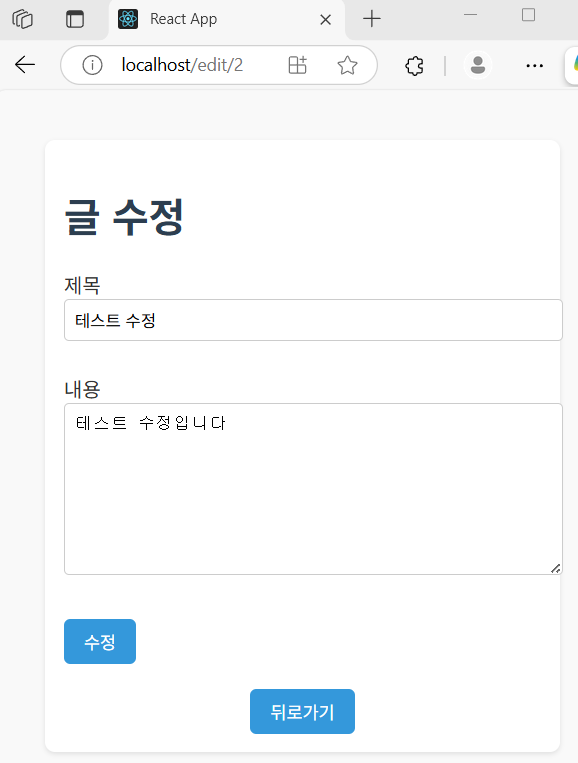 React App
localhost/edit/2
글 수정
제목
테스트 수정
내용
테스트 수정입니다
수정
뒤로가기